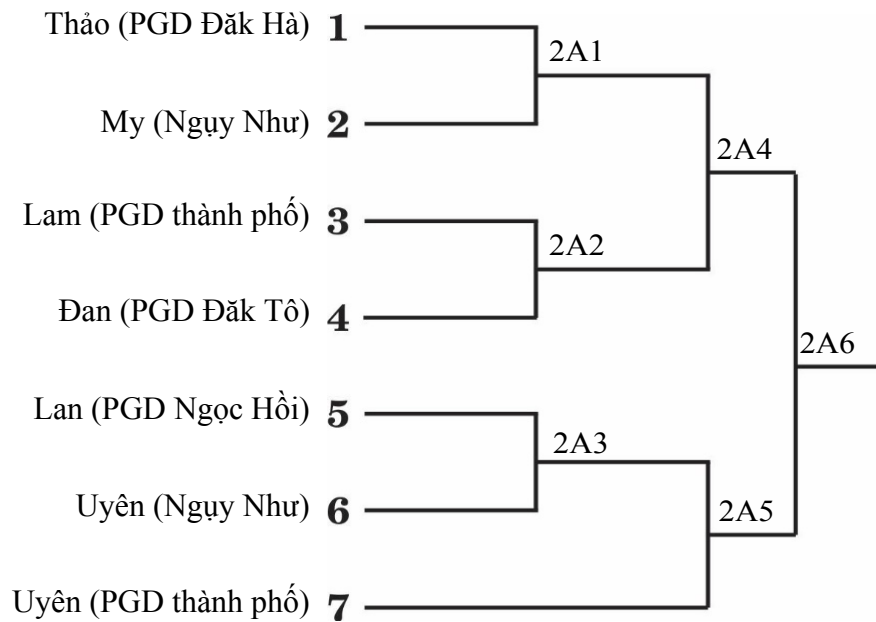 Thảo (PGD Đăk Hà) 1
2A1
My (Ngụy Như) 2
2A4
Lam (PGD thành phố) 3
2A2
Đan (PGD Đăk Tô) 4
2A6
Lan (PGD Ngọc Hồi) 5
2A3
Uyên (Ngụy Như) 6
2A5
Uyên (PGD thành phố) 7